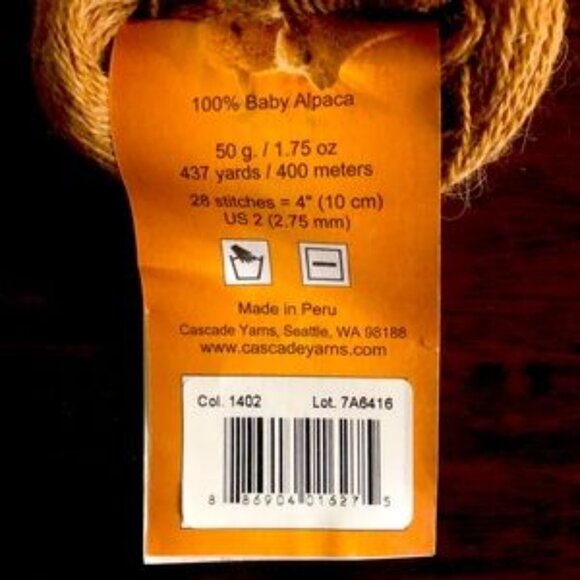 100% Baby Alpaca
50 g. / 1.75 oz
437 yards / 400 meters
28 stitches = 4" (10 cm)
US 2 (2.75 mm)
Made in Peru
Cascade Yarns, Seattle, WA 98188
www.cascadeyarns.com
Col. 1402 Lot. 7A6416
8 86904 01627 5